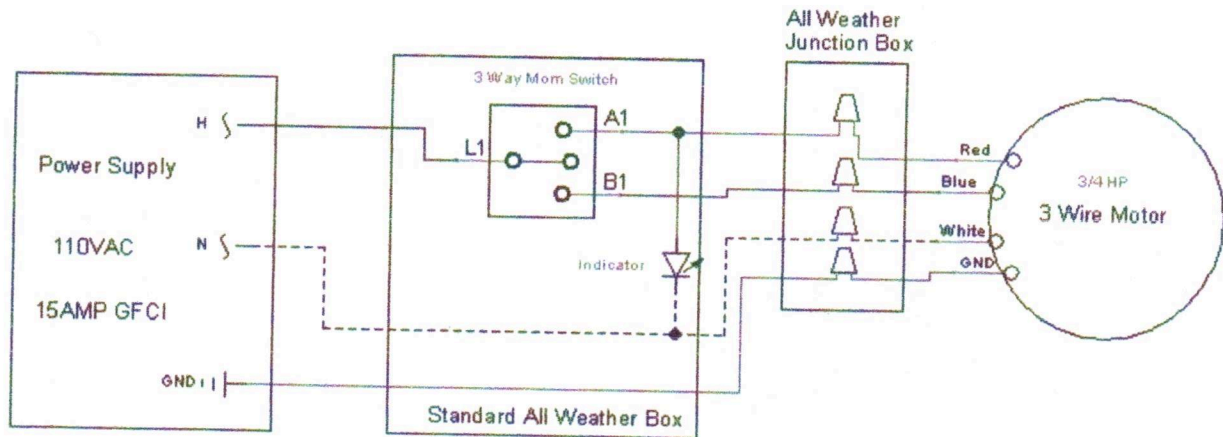 All Weather
Junction Box
3 Way Mom Switch
H
A1
L1
Red
Power Supply
B1
Blue
3/4 HP
3 Wire Motor
White
N
110VAC
Indicator
GND
15AMP GFCI
GND
Standard All Weather Box